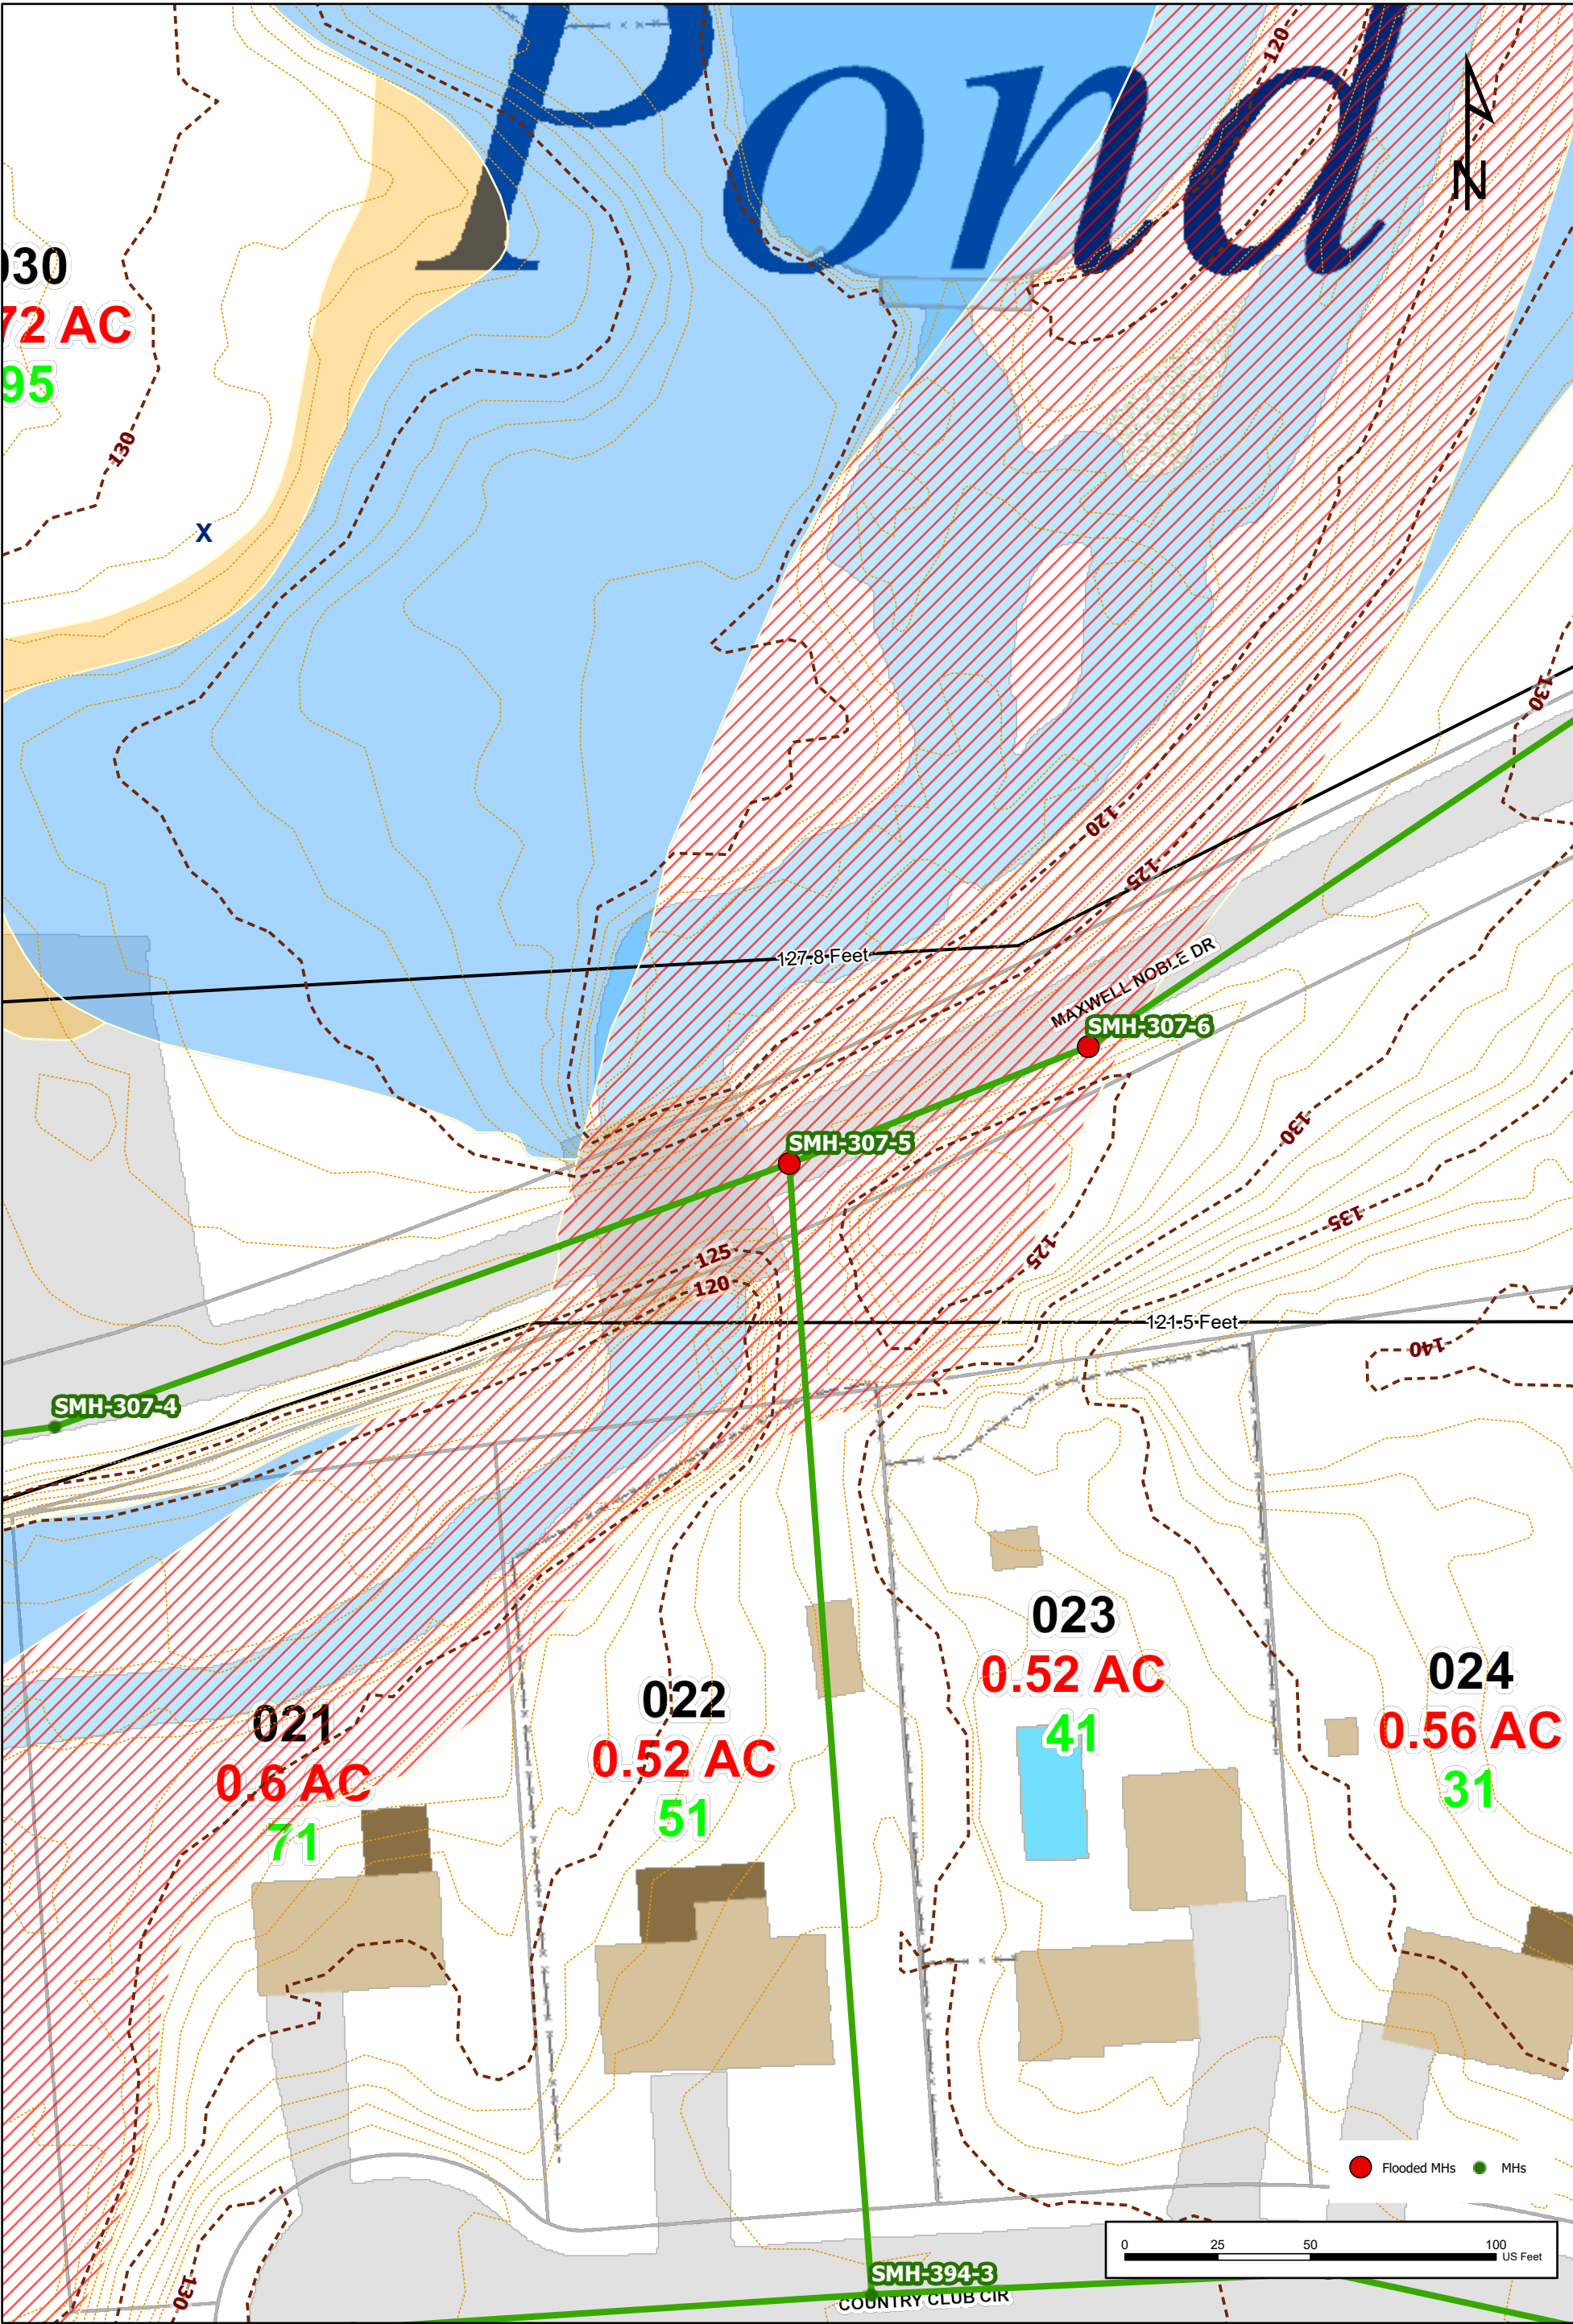 Pond
120
N
030
72 AC
95
130
X
130
120
125
127.8 Feet
MAXWELL NOBLE DR
SMH-307-6
SMH-307-5
130
135
125
125
120
121.5 Feet
140
SMH-307-4
023
0.52 AC
41
022
0.52 AC
51
024
0.56 AC
31
021
0.6 AC
71
Flooded MHs
MHs
0 25 50 100
US Feet
130
SMH-394-3
COUNTRY CLUB CIR